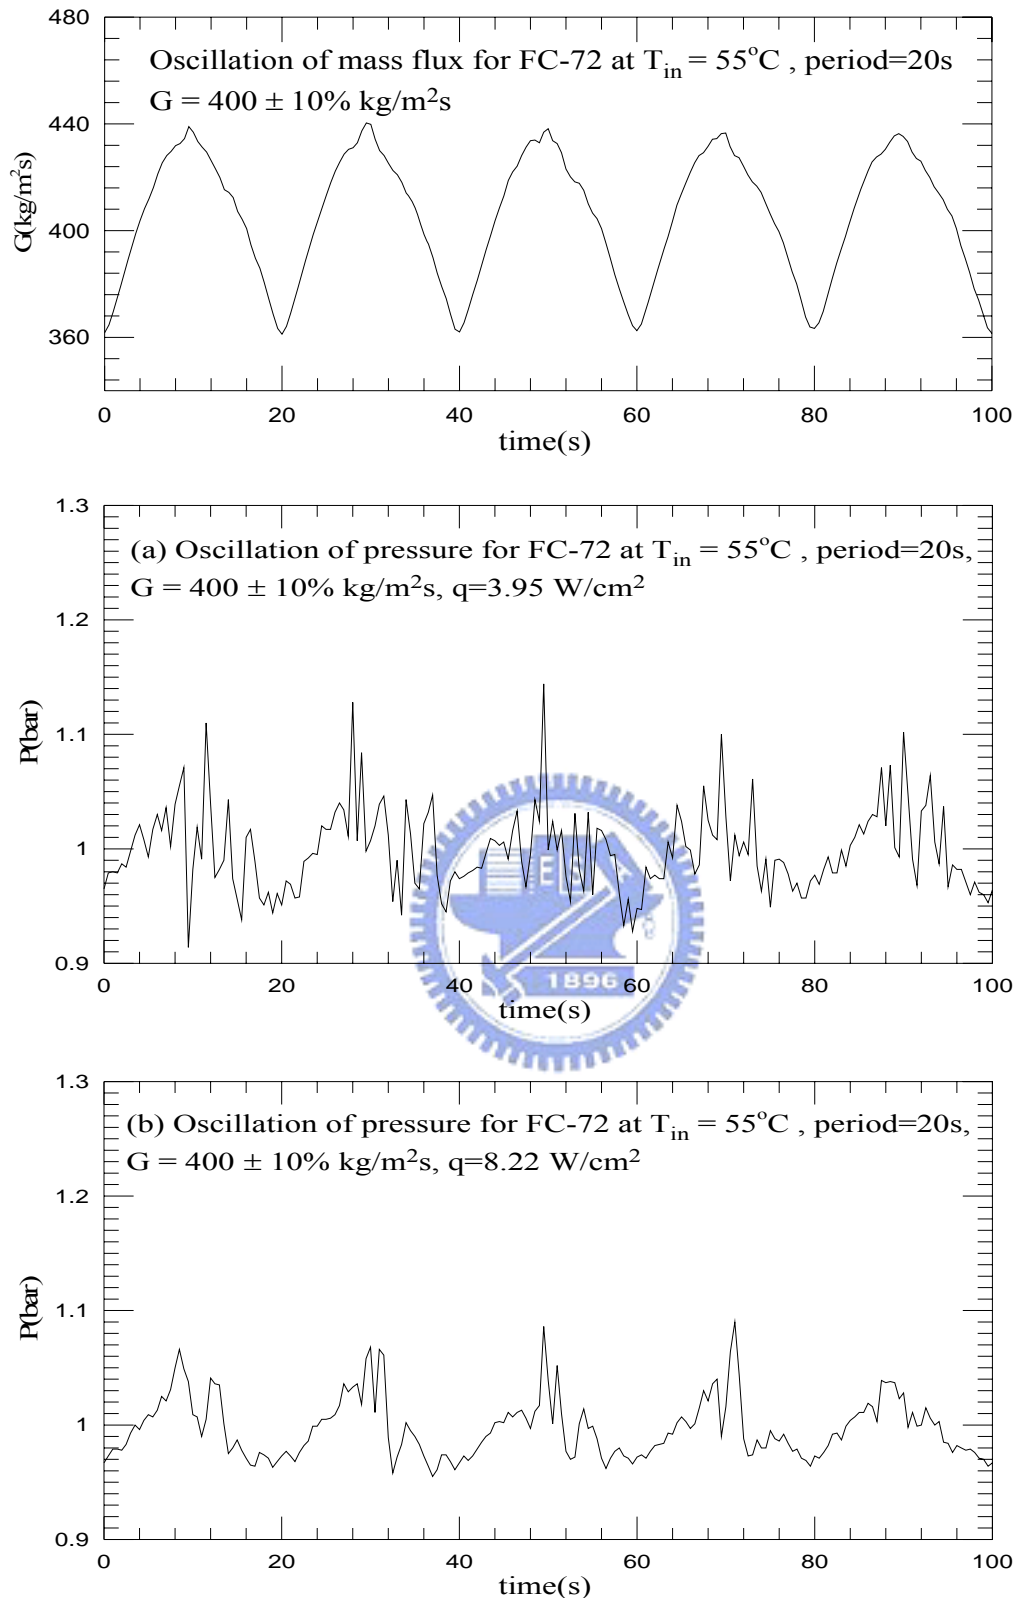 480
440
400
360
G(kg/m²s)
Oscillation of mass flux for FC-72 at T_in = 55°C , period=20s
G = 400 ± 10% kg/m²s
0 20 40 60 80 100
time(s)
1.3
1.2
1.1
1
0.9
P(bar)
(a) Oscillation of pressure for FC-72 at T_in = 55°C , period=20s,
G = 400 ± 10% kg/m²s, q=3.95 W/cm²
E S
1896
0 20 40 60 80 100
time(s)
1.3
1.2
1.1
1
0.9
P(bar)
(b) Oscillation of pressure for FC-72 at T_in = 55°C , period=20s,
G = 400 ± 10% kg/m²s, q=8.22 W/cm²
0 20 40 60 80 100
time(s)